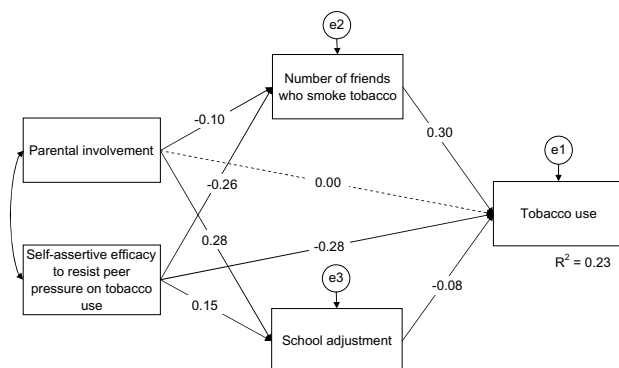 e2
Number of friends
who smoke tobacco
-0.10
Parental involvement
0.30
e1
-0.26
0.00
Tobacco use
Self-assertive efficacy
to resist peer
pressure on tobacco
use
0.28
-0.28
R² = 0.23
e3
-0.08
0.15
School adjustment